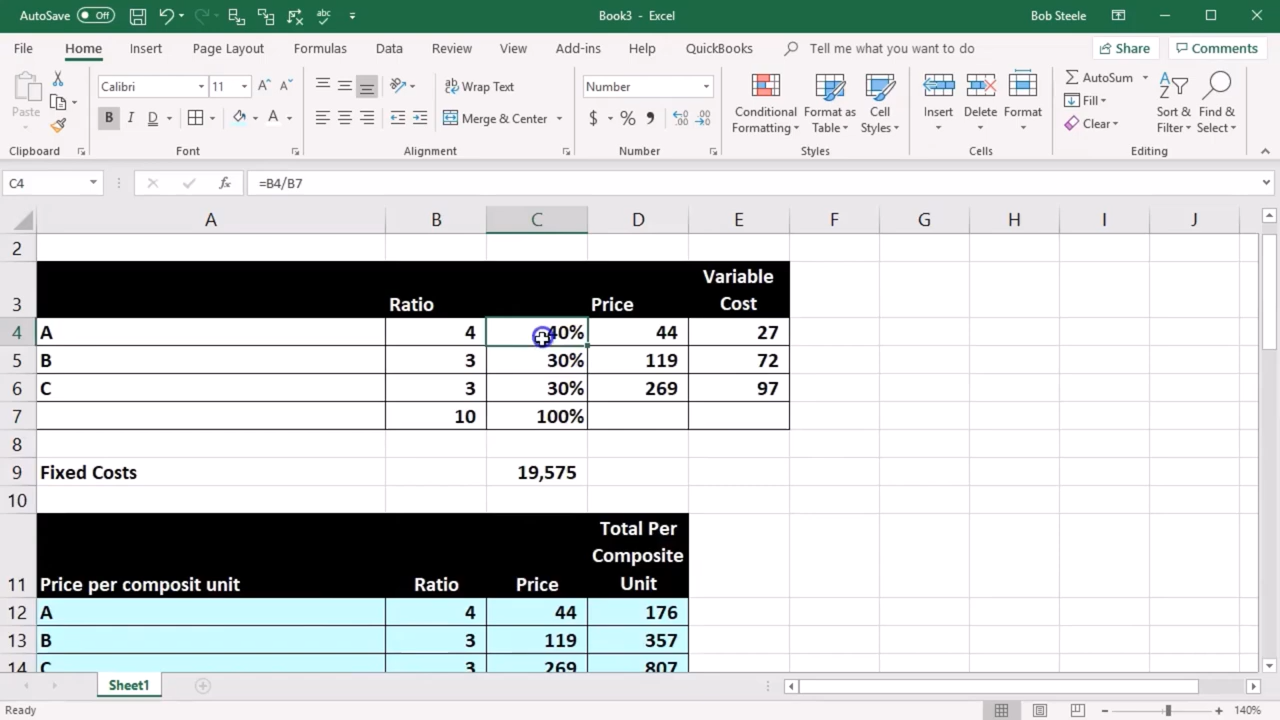 AutoSave Off Book3 - Excel Bob Steele
File Home Insert Page Layout Formulas Data Review View Add-ins Help QuickBooks Tell me what you want to do Share Comments
Paste Calibri 11 A^ Aˇ Wrap Text Number Conditional Formatting Format as Table Cell Styles Insert Delete Format AutoSum Fill Clear Sort & Filter Find & Select
B I D A Merge & Center $ % ,
Clipboard Font Alignment Number Styles Cells Editing
C4 fx =B4/B7
A B C D E F G H I J
2
3 Ratio Price Variable Cost
4 A 4 40% 44 27
5 B 3 30% 119 72
6 C 3 30% 269 97
7 10 100%
8
9 Fixed Costs 19,575
10
11 Price per composit unit Ratio Price Total Per Composite Unit
12 A 4 44 176
13 B 3 119 357
14 C 3 269 807
Sheet1
Ready 140%